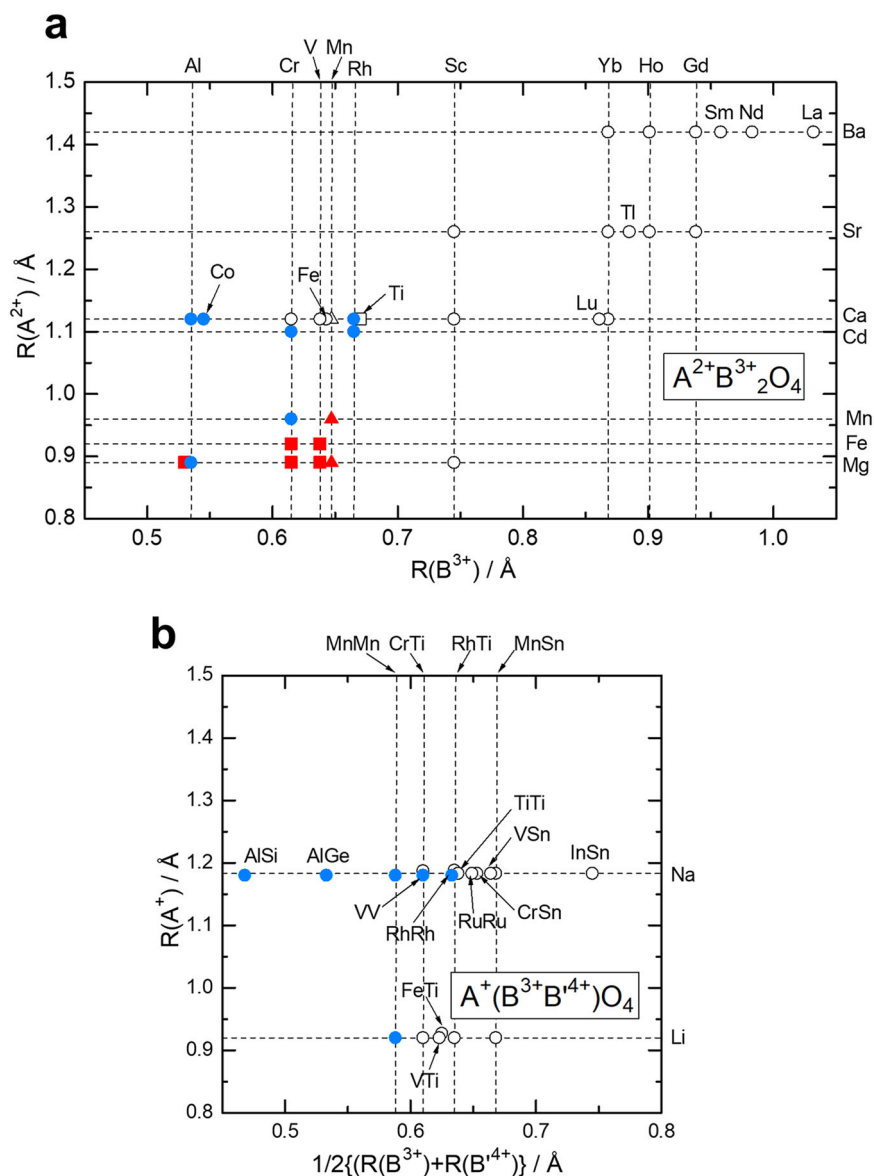 a
V Mn
Al Cr Rh Sc Yb Ho Gd
1.5
1.4
1.3
1.2
1.1
1.0
0.9
0.8
R(A²⁺) / Å
Sm Nd La
Ba
Tl
Sr
Co Fe Ti
Lu
Ca
Cd
A²⁺B³⁺₂O₄
Mn
Fe
Mg
0.5 0.6 0.7 0.8 0.9 1.0
R(B³⁺) / Å
b
MnMn CrTi RhTi MnSn
1.5
1.4
1.3
1.2
1.1
1.0
0.9
0.8
R(A⁺) / Å
TiTi
VSn
AlSi AlGe InSn
Na
VV RhRh RuRu CrSn
A⁺(B³⁺B'⁴⁺)O₄
FeTi
Li
VTi
0.5 0.6 0.7 0.8
1/2{(R(B³⁺)+R(B'⁴⁺)} / Å